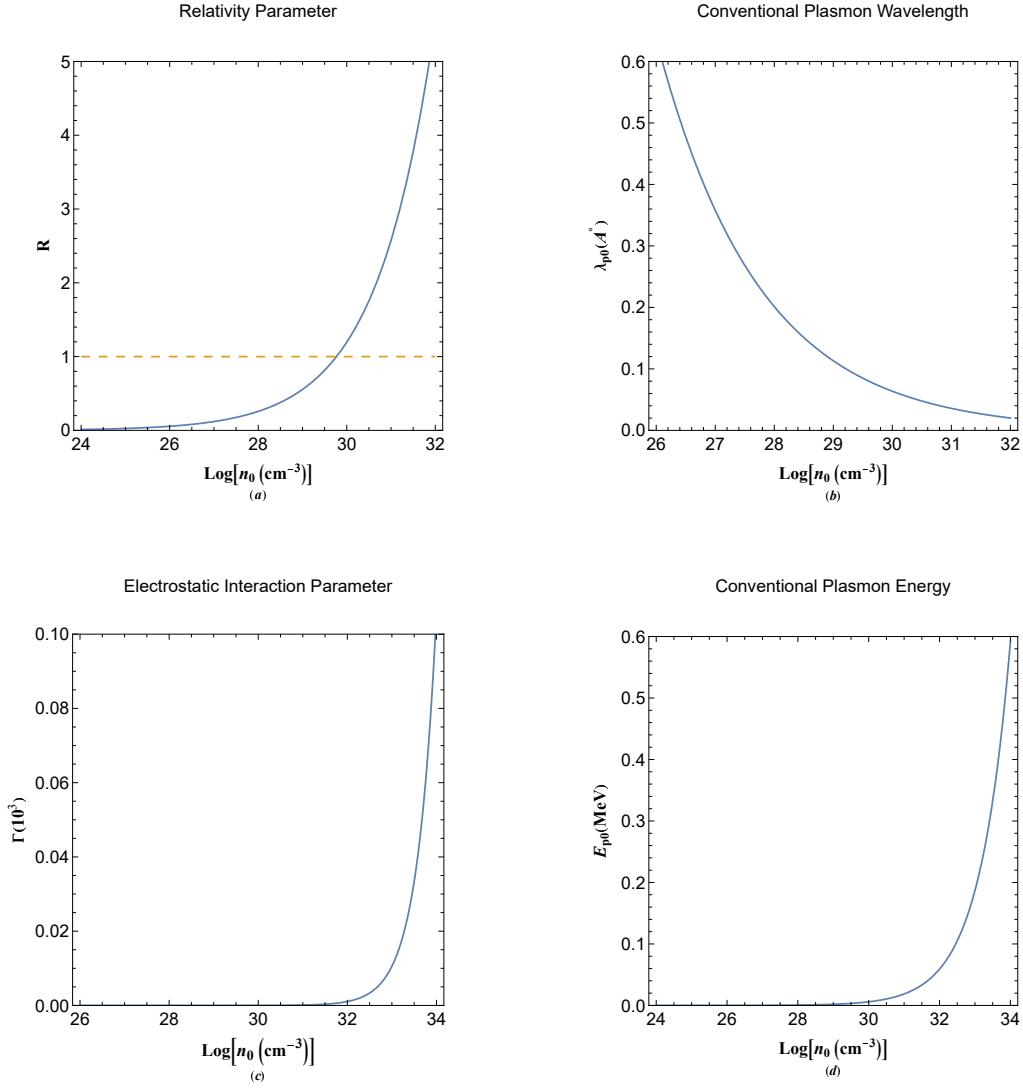 Relativity Parameter
5
4
3
2
1
0
R
24 26 28 30 32
Log[n₀ (cm⁻³)]
(a)
Conventional Plasmon Wavelength
0.6
0.5
0.4
0.3
0.2
0.1
0.0
λₚ₀(A°)
26 27 28 29 30 31 32
Log[n₀ (cm⁻³)]
(b)
Electrostatic Interaction Parameter
0.10
0.08
0.06
0.04
0.02
0.00
Γ(10³)
26 28 30 32 34
Log[n₀ (cm⁻³)]
(c)
Conventional Plasmon Energy
0.6
0.5
0.4
0.3
0.2
0.1
0.0
Eₚ₀(MeV)
24 26 28 30 32 34
Log[n₀ (cm⁻³)]
(d)